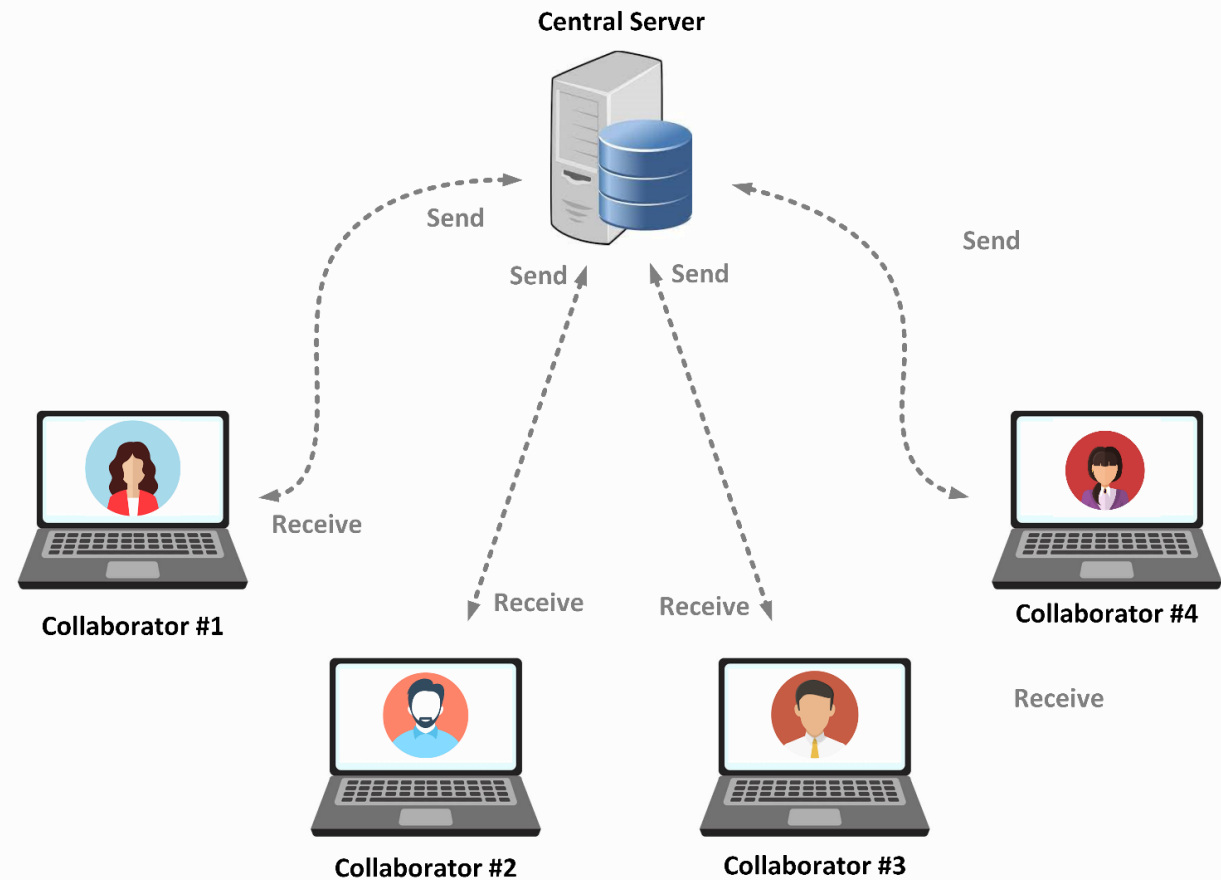 Central Server
Send
Send
Send
Send
Receive
Receive
Receive
Collaborator #4
Collaborator #1
Receive
Collaborator #3
Collaborator #2